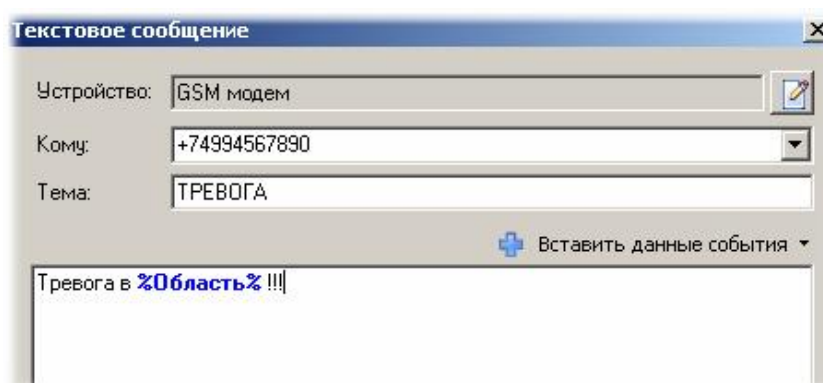 Текстовое сообщение
Устройство: GSM модем
Кому: +74994567890
Тема: ТРЕВОГА
Вставить данные события
Тревога в %Область% !!!